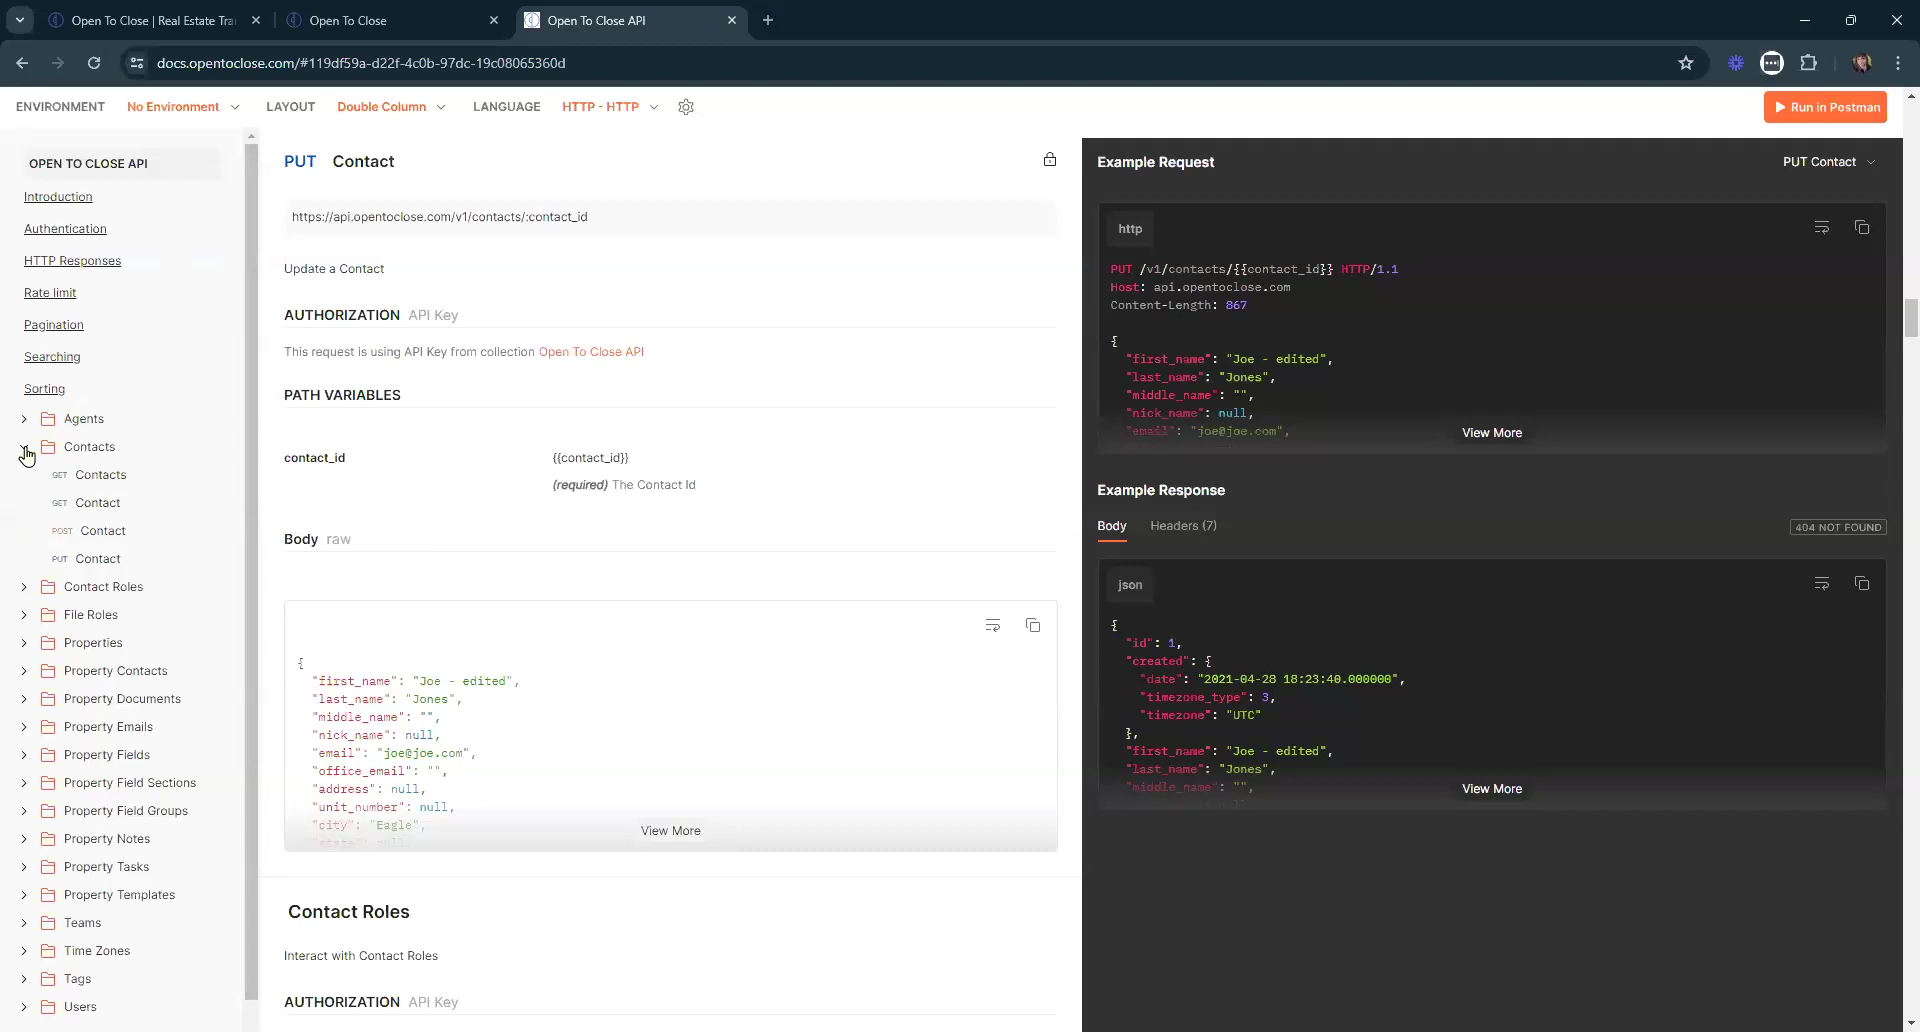 Open To Close | Real Estate Tra
Open To Close
Open To Close API
docs.opentoclose.com/#119df59a-d22f-4c0b-97dc-19c08065360d
ENVIRONMENT No Environment LAYOUT Double Column LANGUAGE HTTP - HTTP
Run in Postman
OPEN TO CLOSE API
Introduction
Authentication
HTTP Responses
Rate limit
Pagination
Searching
Sorting
Agents
Contacts
GET Contacts
GET Contact
POST Contact
PUT Contact
Contact Roles
File Roles
Properties
Property Contacts
Property Documents
Property Emails
Property Fields
Property Field Sections
Property Field Groups
Property Notes
Property Tasks
Property Templates
Teams
Time Zones
Tags
Users
PUT Contact
https://api.opentoclose.com/v1/contacts/:contact_id
Update a Contact
AUTHORIZATION API Key
This request is using API Key from collection Open To Close API
PATH VARIABLES
contact_id {{contact_id}}
(required) The Contact Id
Body raw
{
"first_name": "Joe - edited",
"last_name": "Jones",
"middle_name": "",
"nick_name": null,
"email": "joe@joe.com",
"office_email": "",
"address": null,
"unit_number": null,
"city": "Eagle",
View More
Contact Roles
Interact with Contact Roles
AUTHORIZATION API Key
Example Request
PUT Contact
http
PUT /v1/contacts/{{contact_id}} HTTP/1.1
Host: api.opentoclose.com
Content-Length: 867
{
"first_name": "Joe - edited",
"last_name": "Jones",
"middle_name": "",
"nick_name": null,
"email": "joe@joe.com",
View More
Example Response
Body Headers (7)
404 NOT FOUND
json
{
"id": 1,
"created": {
"date": "2021-04-28 18:23:40.000000",
"timezone_type": 3,
"timezone": "UTC"
},
"first_name": "Joe - edited",
"last_name": "Jones",
"middle_name": "",
View More